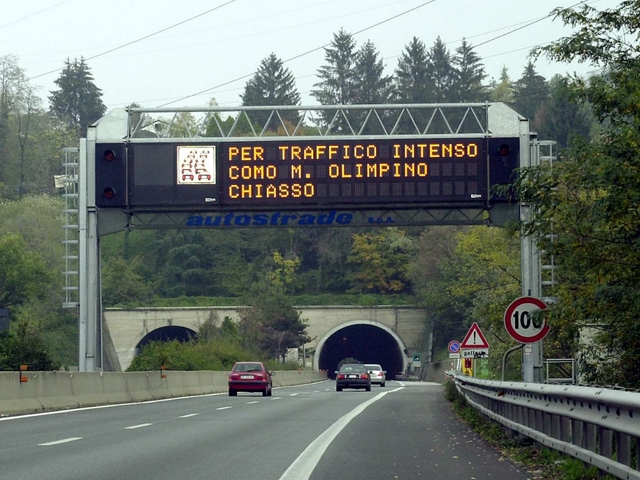 PER TRAFFICO INTENSO
COMO M. OLIMPINO
CHIASSO
autostrade S.p.A.
100